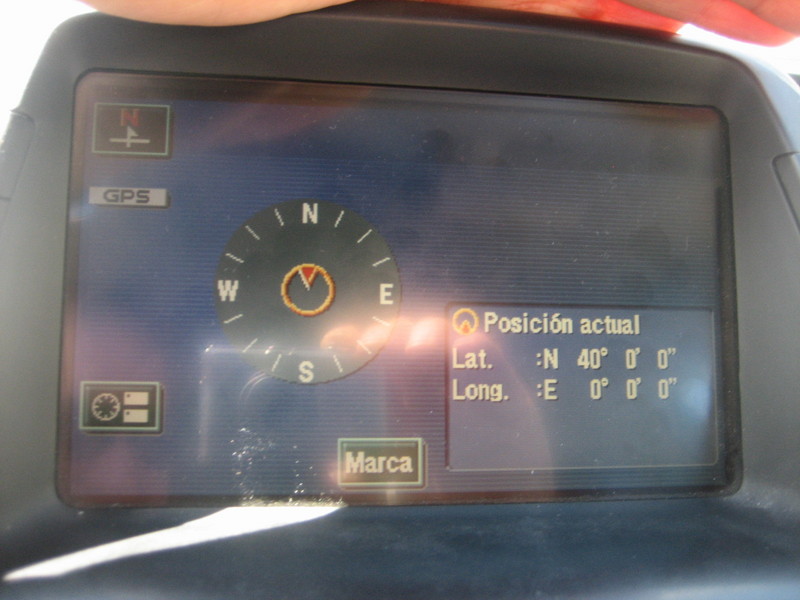 N
GPS
N
W
E
S
Posición actual
Lat. :N 40° 0' 0"
Long. :E 0° 0' 0"
Marca